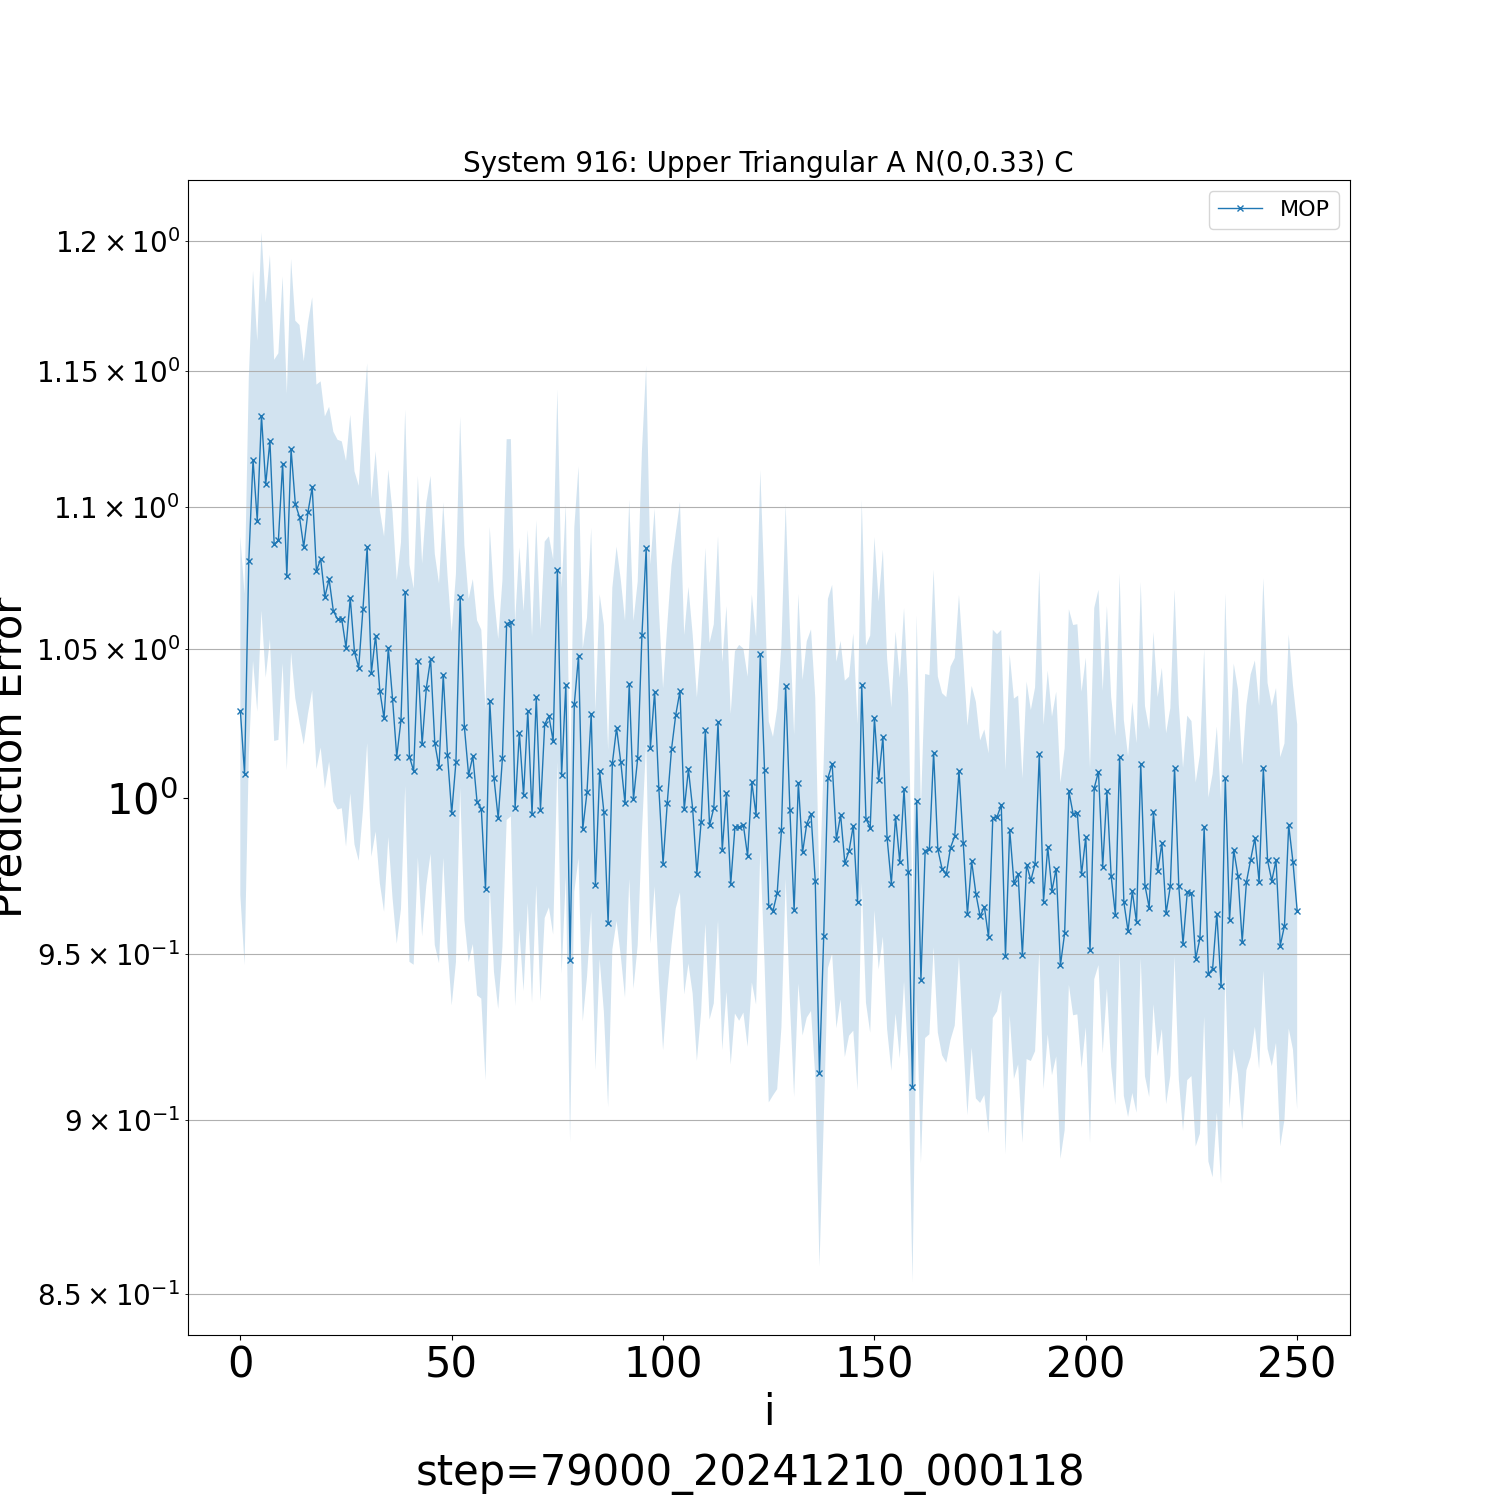 System 916: Upper Triangular A N(0,0.33) C
MOP
1.2 × 10⁰
1.15 × 10⁰
1.1 × 10⁰
1.05 × 10⁰
10⁰
9.5 × 10⁻¹
9 × 10⁻¹
8.5 × 10⁻¹
Prediction Error
0 50 100 150 200 250
i
step=79000_20241210_000118